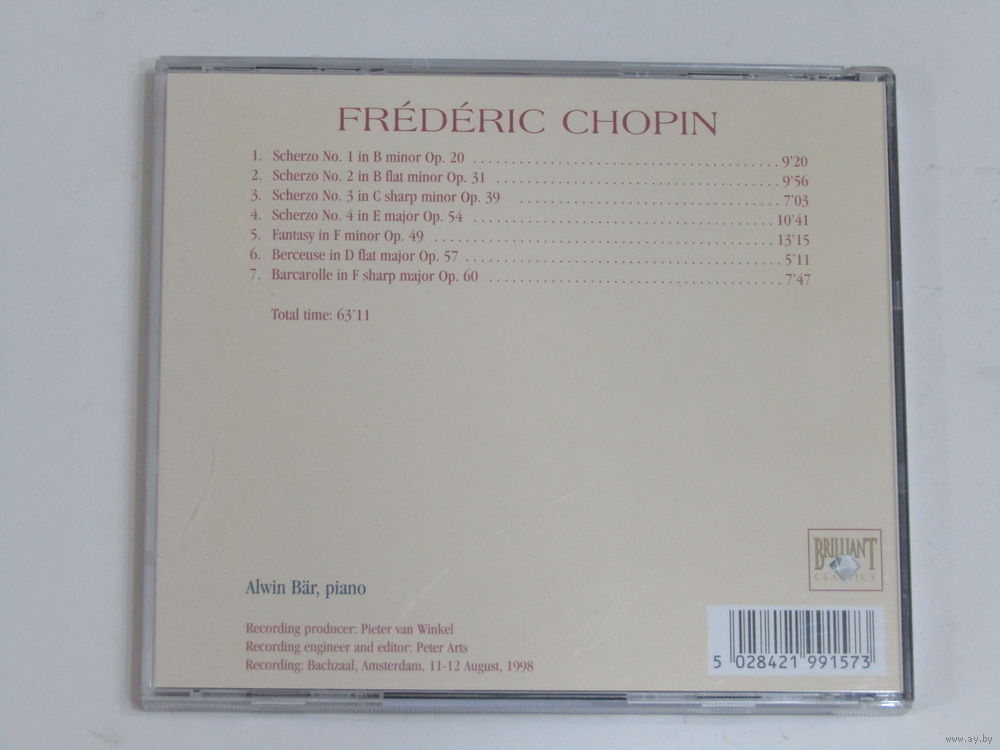 FRÉDÉRIC CHOPIN
1. Scherzo No. 1 in B minor Op. 20 ........................................ 9'20
2. Scherzo No. 2 in B flat minor Op. 31 ........................................ 9'56
3. Scherzo No. 3 in C sharp minor Op. 39 ........................................ 7'03
4. Scherzo No. 4 in E major Op. 54 ........................................ 10'41
5. Fantasy in F minor Op. 49 ........................................ 13'15
6. Berceuse in D flat major Op. 57 ........................................ 5'11
7. Barcarolle in F sharp major Op. 60 ........................................ 7'47
Total time: 63'11
BRILLIANT
CLASSICS
Alwin Bär, piano
Recording producer: Pieter van Winkel
Recording engineer and editor: Peter Arts
Recording: Bachzaal, Amsterdam, 11-12 August, 1998
5 028421 991573
www.ay.by